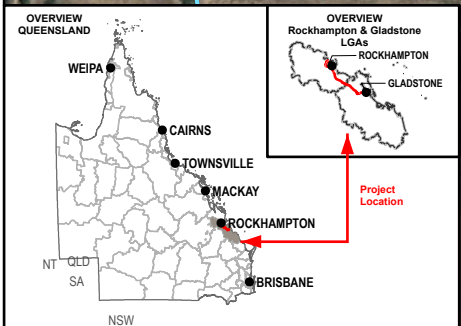 OVERVIEW
QUEENSLAND
WEIPA
CAIRNS
TOWNSVILLE
MACKAY
ROCKHAMPTON
BRISBANE
NT
QLD
SA
NSW
OVERVIEW
Rockhampton & Gladstone
LGAs
ROCKHAMPTON
GLADSTONE
Project
Location